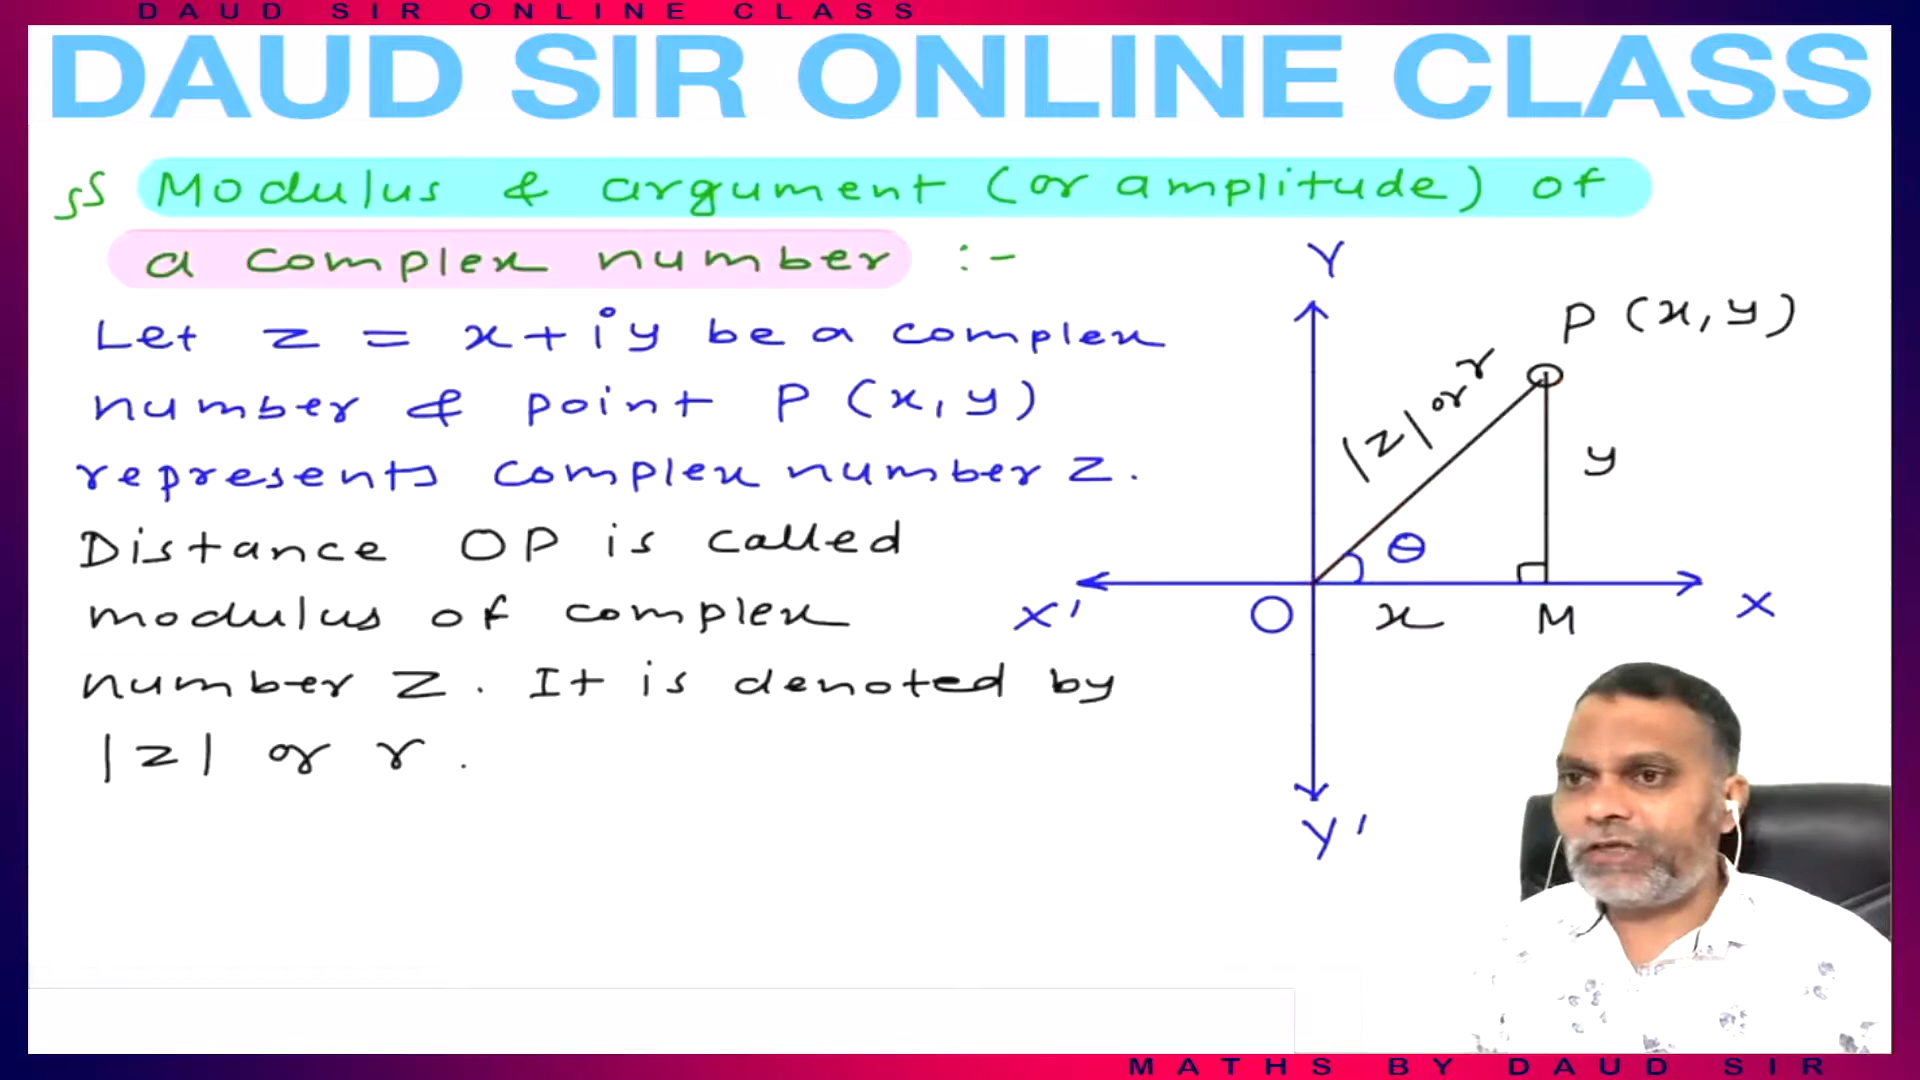 DAUD SIR ONLINE CLASS
DAUD SIR ONLINE CLASS
§ Modulus & argument (or amplitude) of
a complex number :-
Let z = x + iy be a complex
number & point P (x, y)
represents complex number z.
Distance OP is called
modulus of complex
number z. It is denoted by
|z| or r.
Y
P (x, y)
|z| or r
y
θ
X'
O
x
M
X
Y'
MATHS BY DAUD SIR